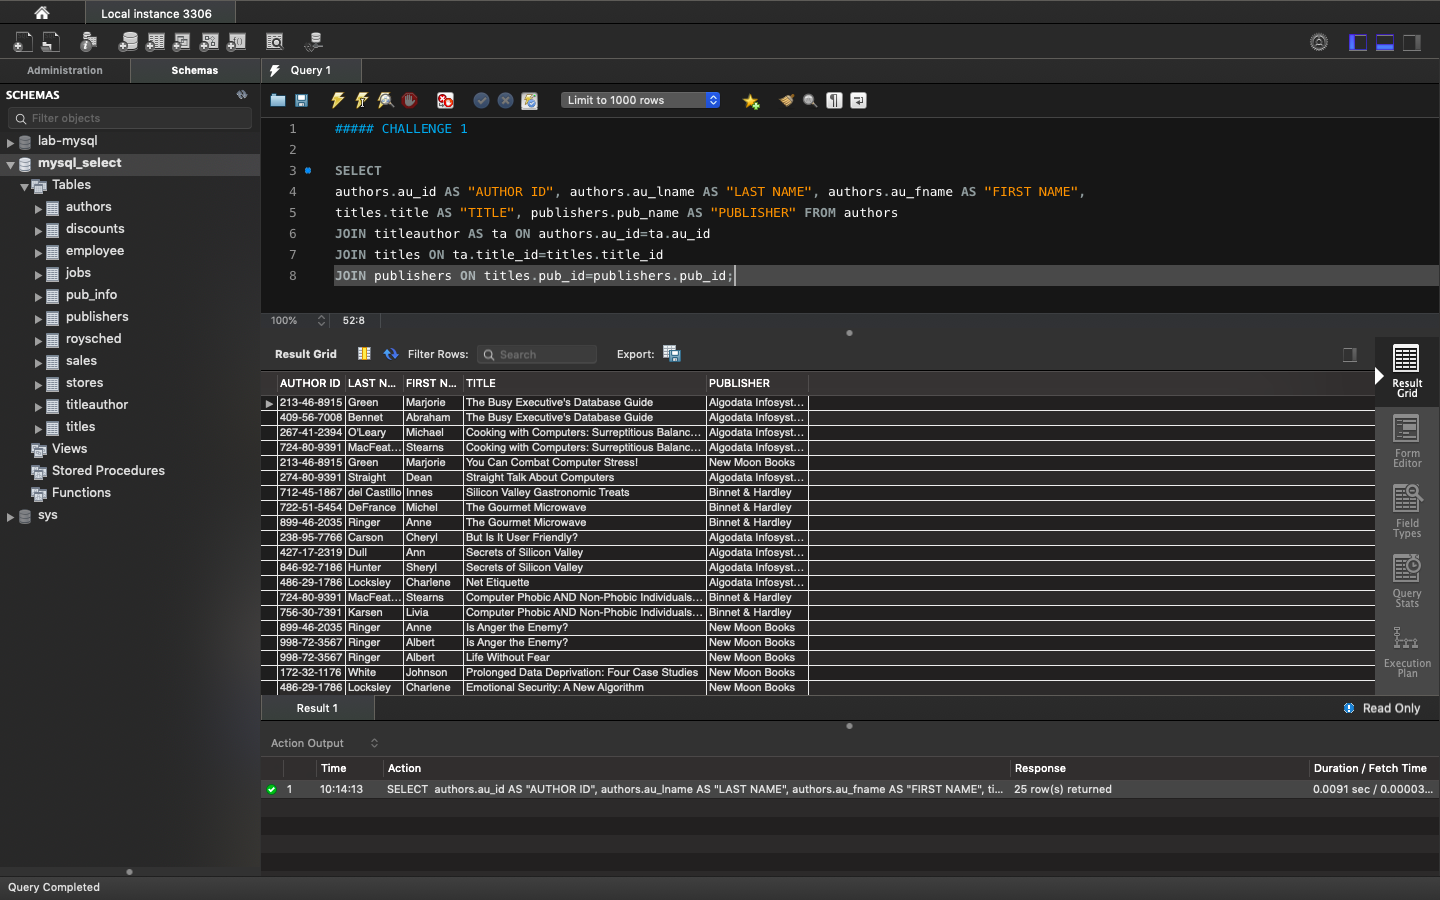 Local instance 3306
Administration
Schemas
Query 1
SCHEMAS
Filter objects
lab-mysql
mysql_select
Tables
authors
discounts
employee
jobs
pub_info
publishers
roysched
sales
stores
titleauthor
titles
Views
Stored Procedures
Functions
sys
Limit to 1000 rows
1 ##### CHALLENGE 1
2
3 SELECT
4 authors.au_id AS "AUTHOR ID", authors.au_lname AS "LAST NAME", authors.au_fname AS "FIRST NAME",
5 titles.title AS "TITLE", publishers.pub_name AS "PUBLISHER" FROM authors
6 JOIN titleauthor AS ta ON authors.au_id=ta.au_id
7 JOIN titles ON ta.title_id=titles.title_id
8 JOIN publishers ON titles.pub_id=publishers.pub_id;
100% 52:8
Result Grid Filter Rows: Search Export:
AUTHOR ID LAST N... FIRST N... TITLE PUBLISHER
213-46-8915 Green Marjorie The Busy Executive's Database Guide Algodata Infosyst...
409-56-7008 Bennet Abraham The Busy Executive's Database Guide Algodata Infosyst...
267-41-2394 O'Leary Michael Cooking with Computers: Surreptitious Balanc... Algodata Infosyst...
724-80-9391 MacFeat... Stearns Cooking with Computers: Surreptitious Balanc... Algodata Infosyst...
213-46-8915 Green Marjorie You Can Combat Computer Stress! New Moon Books
274-80-9391 Straight Dean Straight Talk About Computers Algodata Infosyst...
712-45-1867 del Castillo Innes Silicon Valley Gastronomic Treats Binnet & Hardley
722-51-5454 DeFrance Michel The Gourmet Microwave Binnet & Hardley
899-46-2035 Ringer Anne The Gourmet Microwave Binnet & Hardley
238-95-7766 Carson Cheryl But Is It User Friendly? Algodata Infosyst...
427-17-2319 Dull Ann Secrets of Silicon Valley Algodata Infosyst...
846-92-7186 Hunter Sheryl Secrets of Silicon Valley Algodata Infosyst...
486-29-1786 Locksley Charlene Net Etiquette Algodata Infosyst...
724-80-9391 MacFeat... Stearns Computer Phobic AND Non-Phobic Individuals... Binnet & Hardley
756-30-7391 Karsen Livia Computer Phobic AND Non-Phobic Individuals... Binnet & Hardley
899-46-2035 Ringer Anne Is Anger the Enemy? New Moon Books
998-72-3567 Ringer Albert Is Anger the Enemy? New Moon Books
998-72-3567 Ringer Albert Life Without Fear New Moon Books
172-32-1176 White Johnson Prolonged Data Deprivation: Four Case Studies New Moon Books
486-29-1786 Locksley Charlene Emotional Security: A New Algorithm New Moon Books
Result
Grid
Form
Editor
Field
Types
Query
Stats
Execution
Plan
Result 1
Read Only
Action Output
Time Action Response Duration / Fetch Time
1 10:14:13 SELECT authors.au_id AS "AUTHOR ID", authors.au_lname AS "LAST NAME", authors.au_fname AS "FIRST NAME", ti... 25 row(s) returned 0.0091 sec / 0.00003...
Query Completed